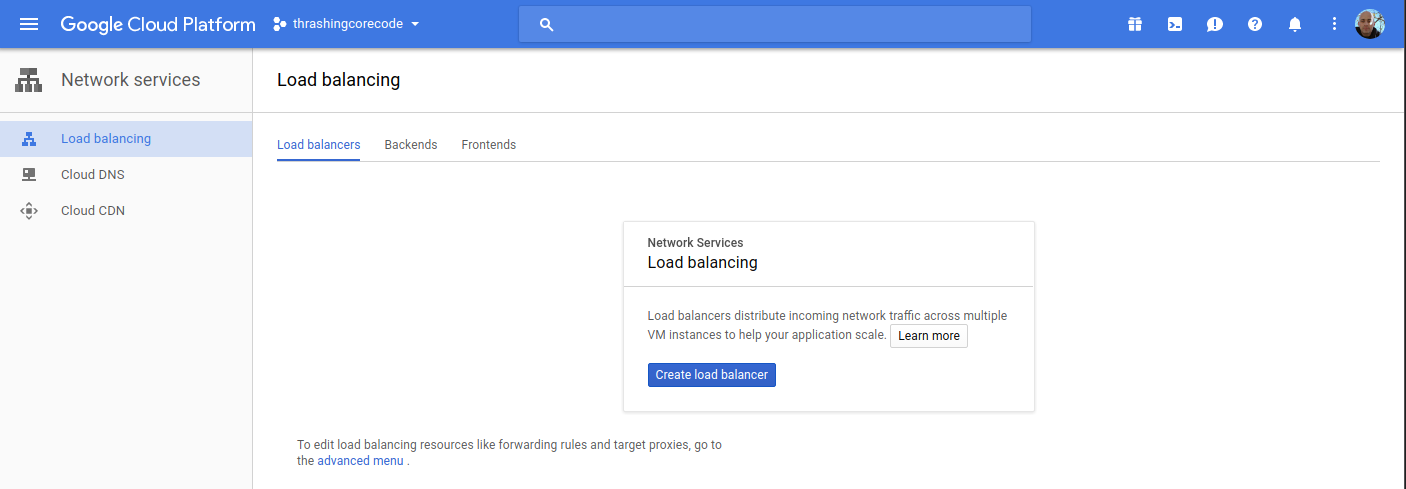 Google Cloud Platform
thrashingcorecode
Network services
Load balancing
Cloud DNS
Cloud CDN
Load balancing
Load balancers
Backends
Frontends
Network Services
Load balancing
Load balancers distribute incoming network traffic across multiple
VM instances to help your application scale. Learn more
Create load balancer
To edit load balancing resources like forwarding rules and target proxies, go to
the advanced menu .